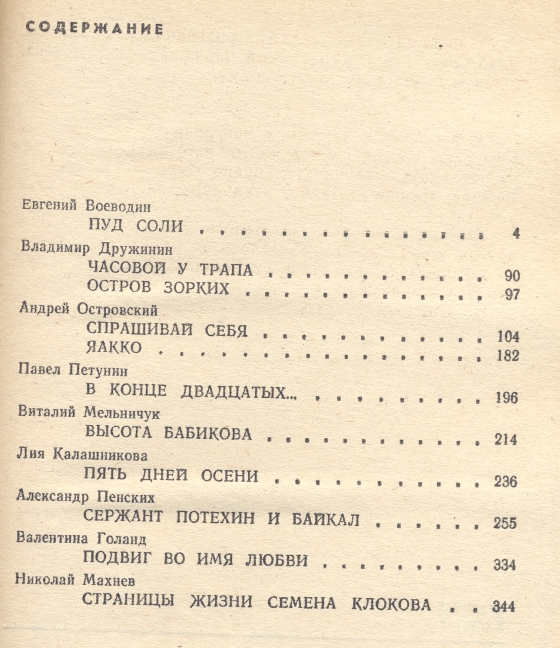 СОДЕРЖАНИЕ
Евгений Воеводин
ПУД СОЛИ . . . . . . . . . . . . . . . 4
Владимир Дружинин
ЧАСОВОЙ У ТРАПА . . . . . . . . . . . 90
ОСТРОВ ЗОРКИХ . . . . . . . . . . . . 97
Андрей Островский
СПРАШИВАЙ СЕБЯ . . . . . . . . . . . 104
ЯАККО . . . . . . . . . . . . . . . . 182
Павел Петунин
В КОНЦЕ ДВАДЦАТЫХ... . . . . . . . . . 196
Виталий Мельничук
ВЫСОТА БАБИКОВА . . . . . . . . . . . 214
Лия Калашникова
ПЯТЬ ДНЕЙ ОСЕНИ . . . . . . . . . . . 236
Александр Пенских
СЕРЖАНТ ПОТЕХИН И БАЙКАЛ . . . . . . 255
Валентина Голанд
ПОДВИГ ВО ИМЯ ЛЮБВИ . . . . . . . . . 334
Николай Махнев
СТРАНИЦЫ ЖИЗНИ СЕМЕНА КЛОКОВА . . 344